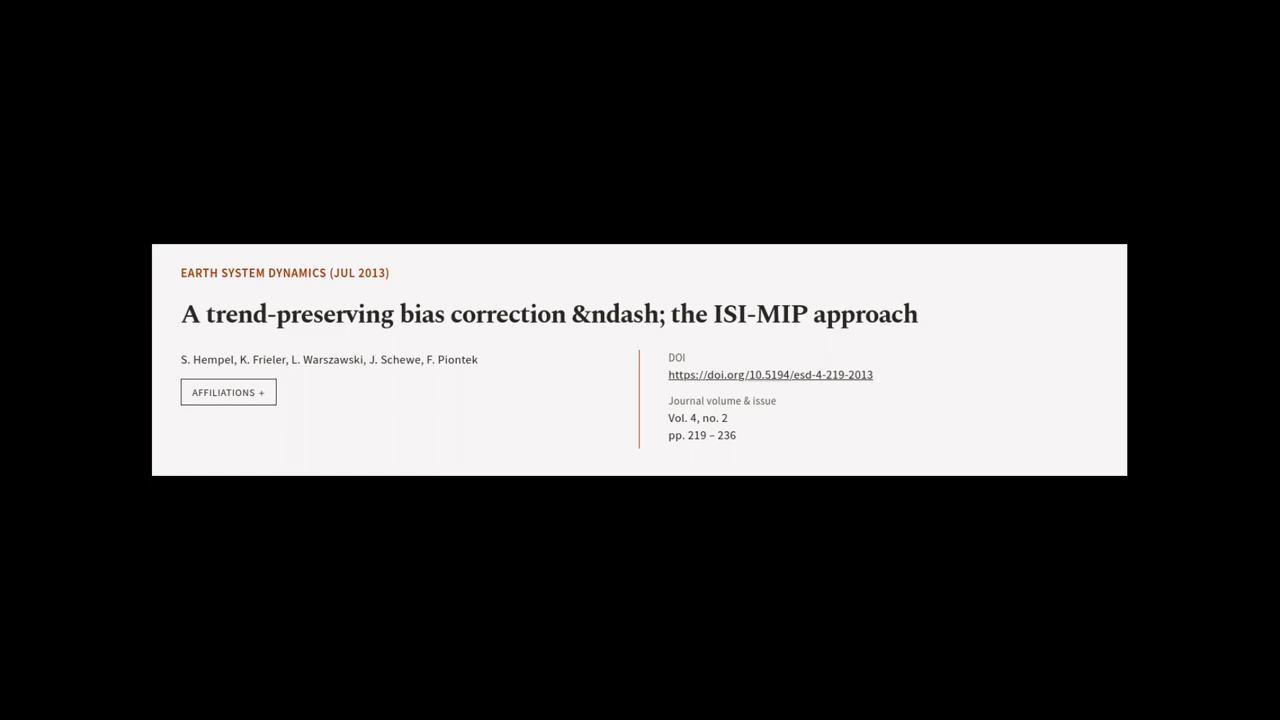 EARTH SYSTEM DYNAMICS (JUL 2013)
A trend-preserving bias correction &ndash; the ISI-MIP approach
S. Hempel, K. Frieler, L. Warszawski, J. Schewe, F. Piontek
AFFILIATIONS +
DOI
https://doi.org/10.5194/esd-4-219-2013
Journal volume & issue
Vol. 4, no. 2
pp. 219 – 236